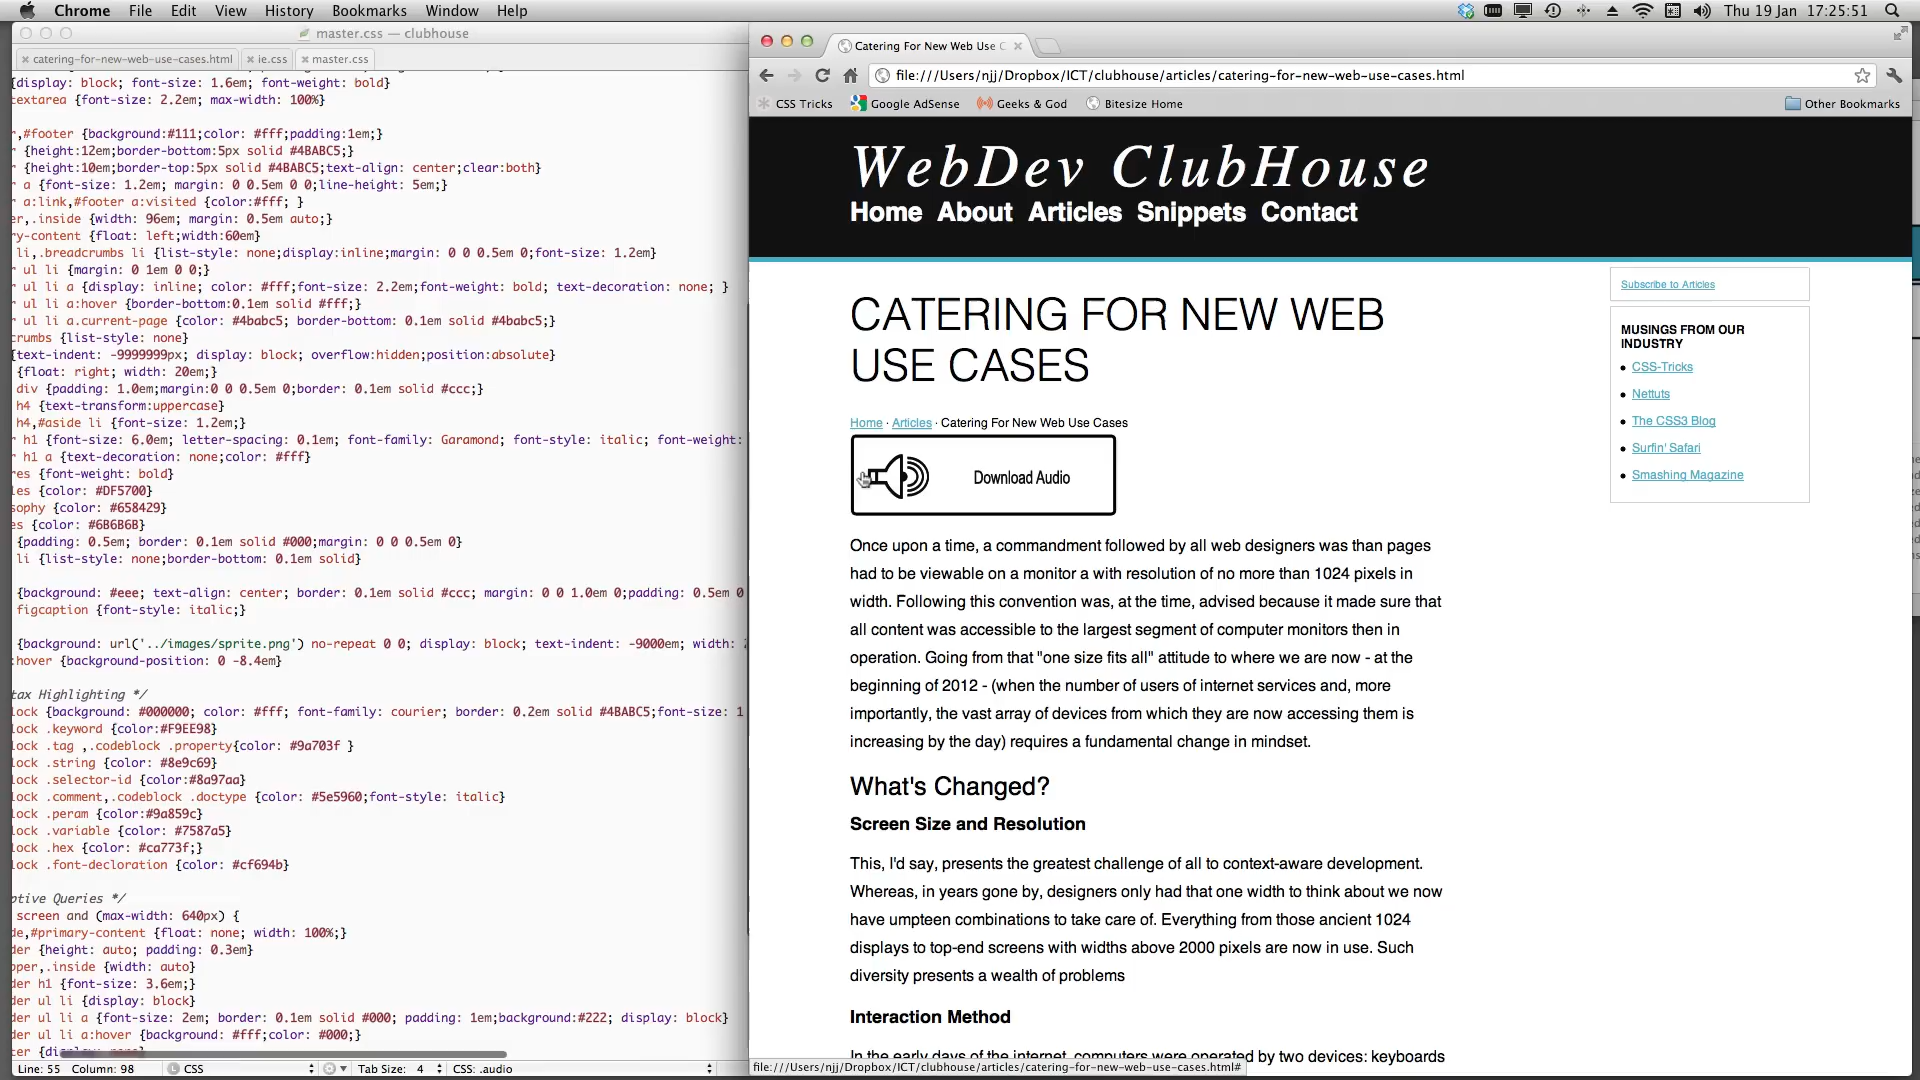 Chrome File Edit View History Bookmarks Window Help Thu 19 Jan 17:25:51
master.css — clubhouse
catering-for-new-web-use-cases.html ie.css master.css
{display: block; font-size: 1.6em; font-weight: bold}
textarea {font-size: 2.2em; max-width: 100%}
r,#footer {background:#111;color: #fff;padding:1em;}
r {height:12em;border-bottom:5px solid #4BABC5;}
r {height:10em;border-top:5px solid #4BABC5;text-align: center;clear:both}
r a {font-size: 1.2em; margin: 0 0.5em 0 0;line-height: 5em;}
r a:link,#footer a:visited {color:#fff; }
er,.inside {width: 96em; margin: 0.5em auto;}
ry-content {float: left;width:60em}
li,.breadcrumbs li {list-style: none;display:inline;margin: 0 0 0.5em 0;font-size: 1.2em}
r ul li {margin: 0 1em 0 0;}
r ul li a {display: inline; color: #fff;font-size: 2.2em;font-weight: bold; text-decoration: none; }
r ul li a:hover {border-bottom:0.1em solid #fff;}
r ul li a.current-page {color: #4babc5; border-bottom: 0.1em solid #4babc5;}
crumbs {list-style: none}
{text-indent: -9999999px; display: block; overflow:hidden;position:absolute}
{float: right; width: 20em;}
div {padding: 1.0em;margin:0 0 0.5em 0;border: 0.1em solid #ccc;}
h4 {text-transform:uppercase}
h4,#aside li {font-size: 1.2em;}
r h1 {font-size: 6.0em; letter-spacing: 0.1em; font-family: Garamond; font-style: italic; font-weight:
r h1 a {text-decoration: none;color: #fff}
res {font-weight: bold}
les {color: #DF5700}
sophy {color: #658429}
es {color: #6B6B6B}
{padding: 0.5em; border: 0.1em solid #000;margin: 0 0 0.5em 0}
li {list-style: none;border-bottom: 0.1em solid}
{background: #eee; text-align: center; border: 0.1em solid #ccc; margin: 0 0 1.0em 0;padding: 0.5em 0
figcaption {font-style: italic;}
{background: url('../images/sprite.png') no-repeat 0 0; display: block; text-indent: -9000em; width:
:hover {background-position: 0 -8.4em}
tax Highlighting */
lock {background: #000000; color: #fff; font-family: courier; border: 0.2em solid #4BABC5;font-size: 1
lock .keyword {color:#F9EE98}
lock .tag ,.codeblock .property{color: #9a703f }
lock .string {color: #8e9c69}
lock .selector-id {color:#8a97aa}
lock .comment,.codeblock .doctype {color: #5e5960;font-style: italic}
lock .peram {color:#9a859c}
lock .variable {color: #7587a5}
lock .hex {color: #ca773f;}
lock .font-decloration {color: #cf694b}
ptive Queries */
screen and (max-width: 640px) {
de,#primary-content {float: none; width: 100%;}
der {height: auto; padding: 0.3em}
pper,.inside {width: auto}
der h1 {font-size: 3.6em;}
der ul li {display: block}
der ul li a {font-size: 2em; border: 0.1em solid #000; padding: 1em;background:#222; display: block}
der ul li a:hover {background: #fff;color: #000;}
Line: 55 Column: 98 CSS Tab Size: 4 CSS: .audio
Catering For New Web Use C
file:///Users/njj/Dropbox/ICT/clubhouse/articles/catering-for-new-web-use-cases.html
CSS Tricks Google AdSense Geeks & God Bitesize Home Other Bookmarks
WebDev ClubHouse
Home About Articles Snippets Contact
CATERING FOR NEW WEB
USE CASES
Home · Articles · Catering For New Web Use Cases
Download Audio
Once upon a time, a commandment followed by all web designers was than pages
had to be viewable on a monitor a with resolution of no more than 1024 pixels in
width. Following this convention was, at the time, advised because it made sure that
all content was accessible to the largest segment of computer monitors then in
operation. Going from that "one size fits all" attitude to where we are now - at the
beginning of 2012 - (when the number of users of internet services and, more
importantly, the vast array of devices from which they are now accessing them is
increasing by the day) requires a fundamental change in mindset.
What's Changed?
Screen Size and Resolution
This, I'd say, presents the greatest challenge of all to context-aware development.
Whereas, in years gone by, designers only had that one width to think about we now
have umpteen combinations to take care of. Everything from those ancient 1024
displays to top-end screens with widths above 2000 pixels are now in use. Such
diversity presents a wealth of problems
Interaction Method
In the early days of the internet, computers were operated by two devices: keyboards
file:///Users/njj/Dropbox/ICT/clubhouse/articles/catering-for-new-web-use-cases.html#
Subscribe to Articles
MUSINGS FROM OUR
INDUSTRY
CSS-Tricks
Nettuts
The CSS3 Blog
Surfin' Safari
Smashing Magazine